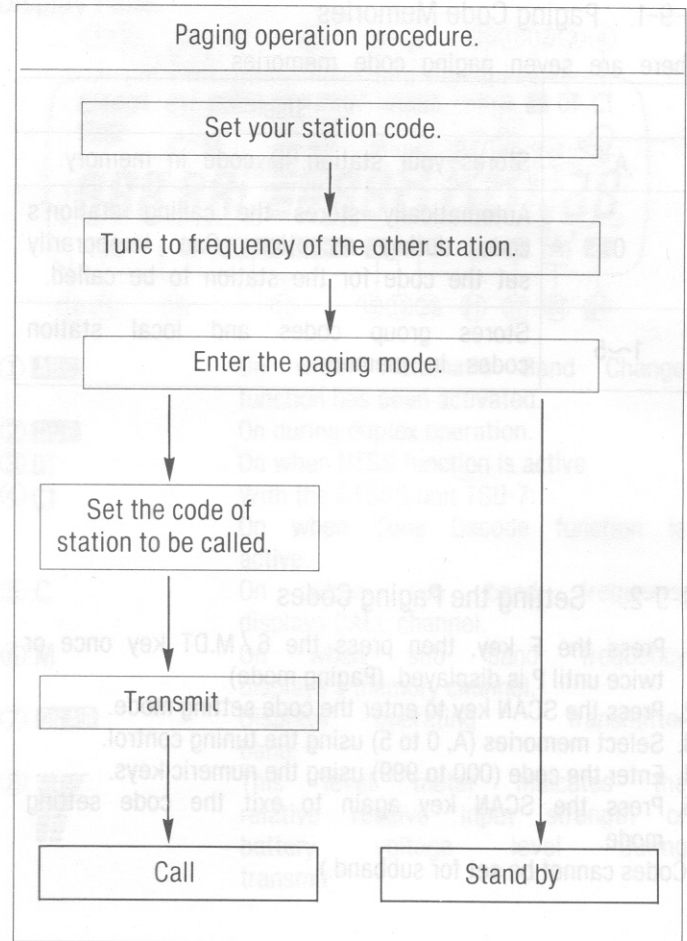 Paging operation procedure.
Set your station code.
Tune to frequency of the other station.
Enter the paging mode.
Set the code of
station to be called.
Transmit
Call
Stand by